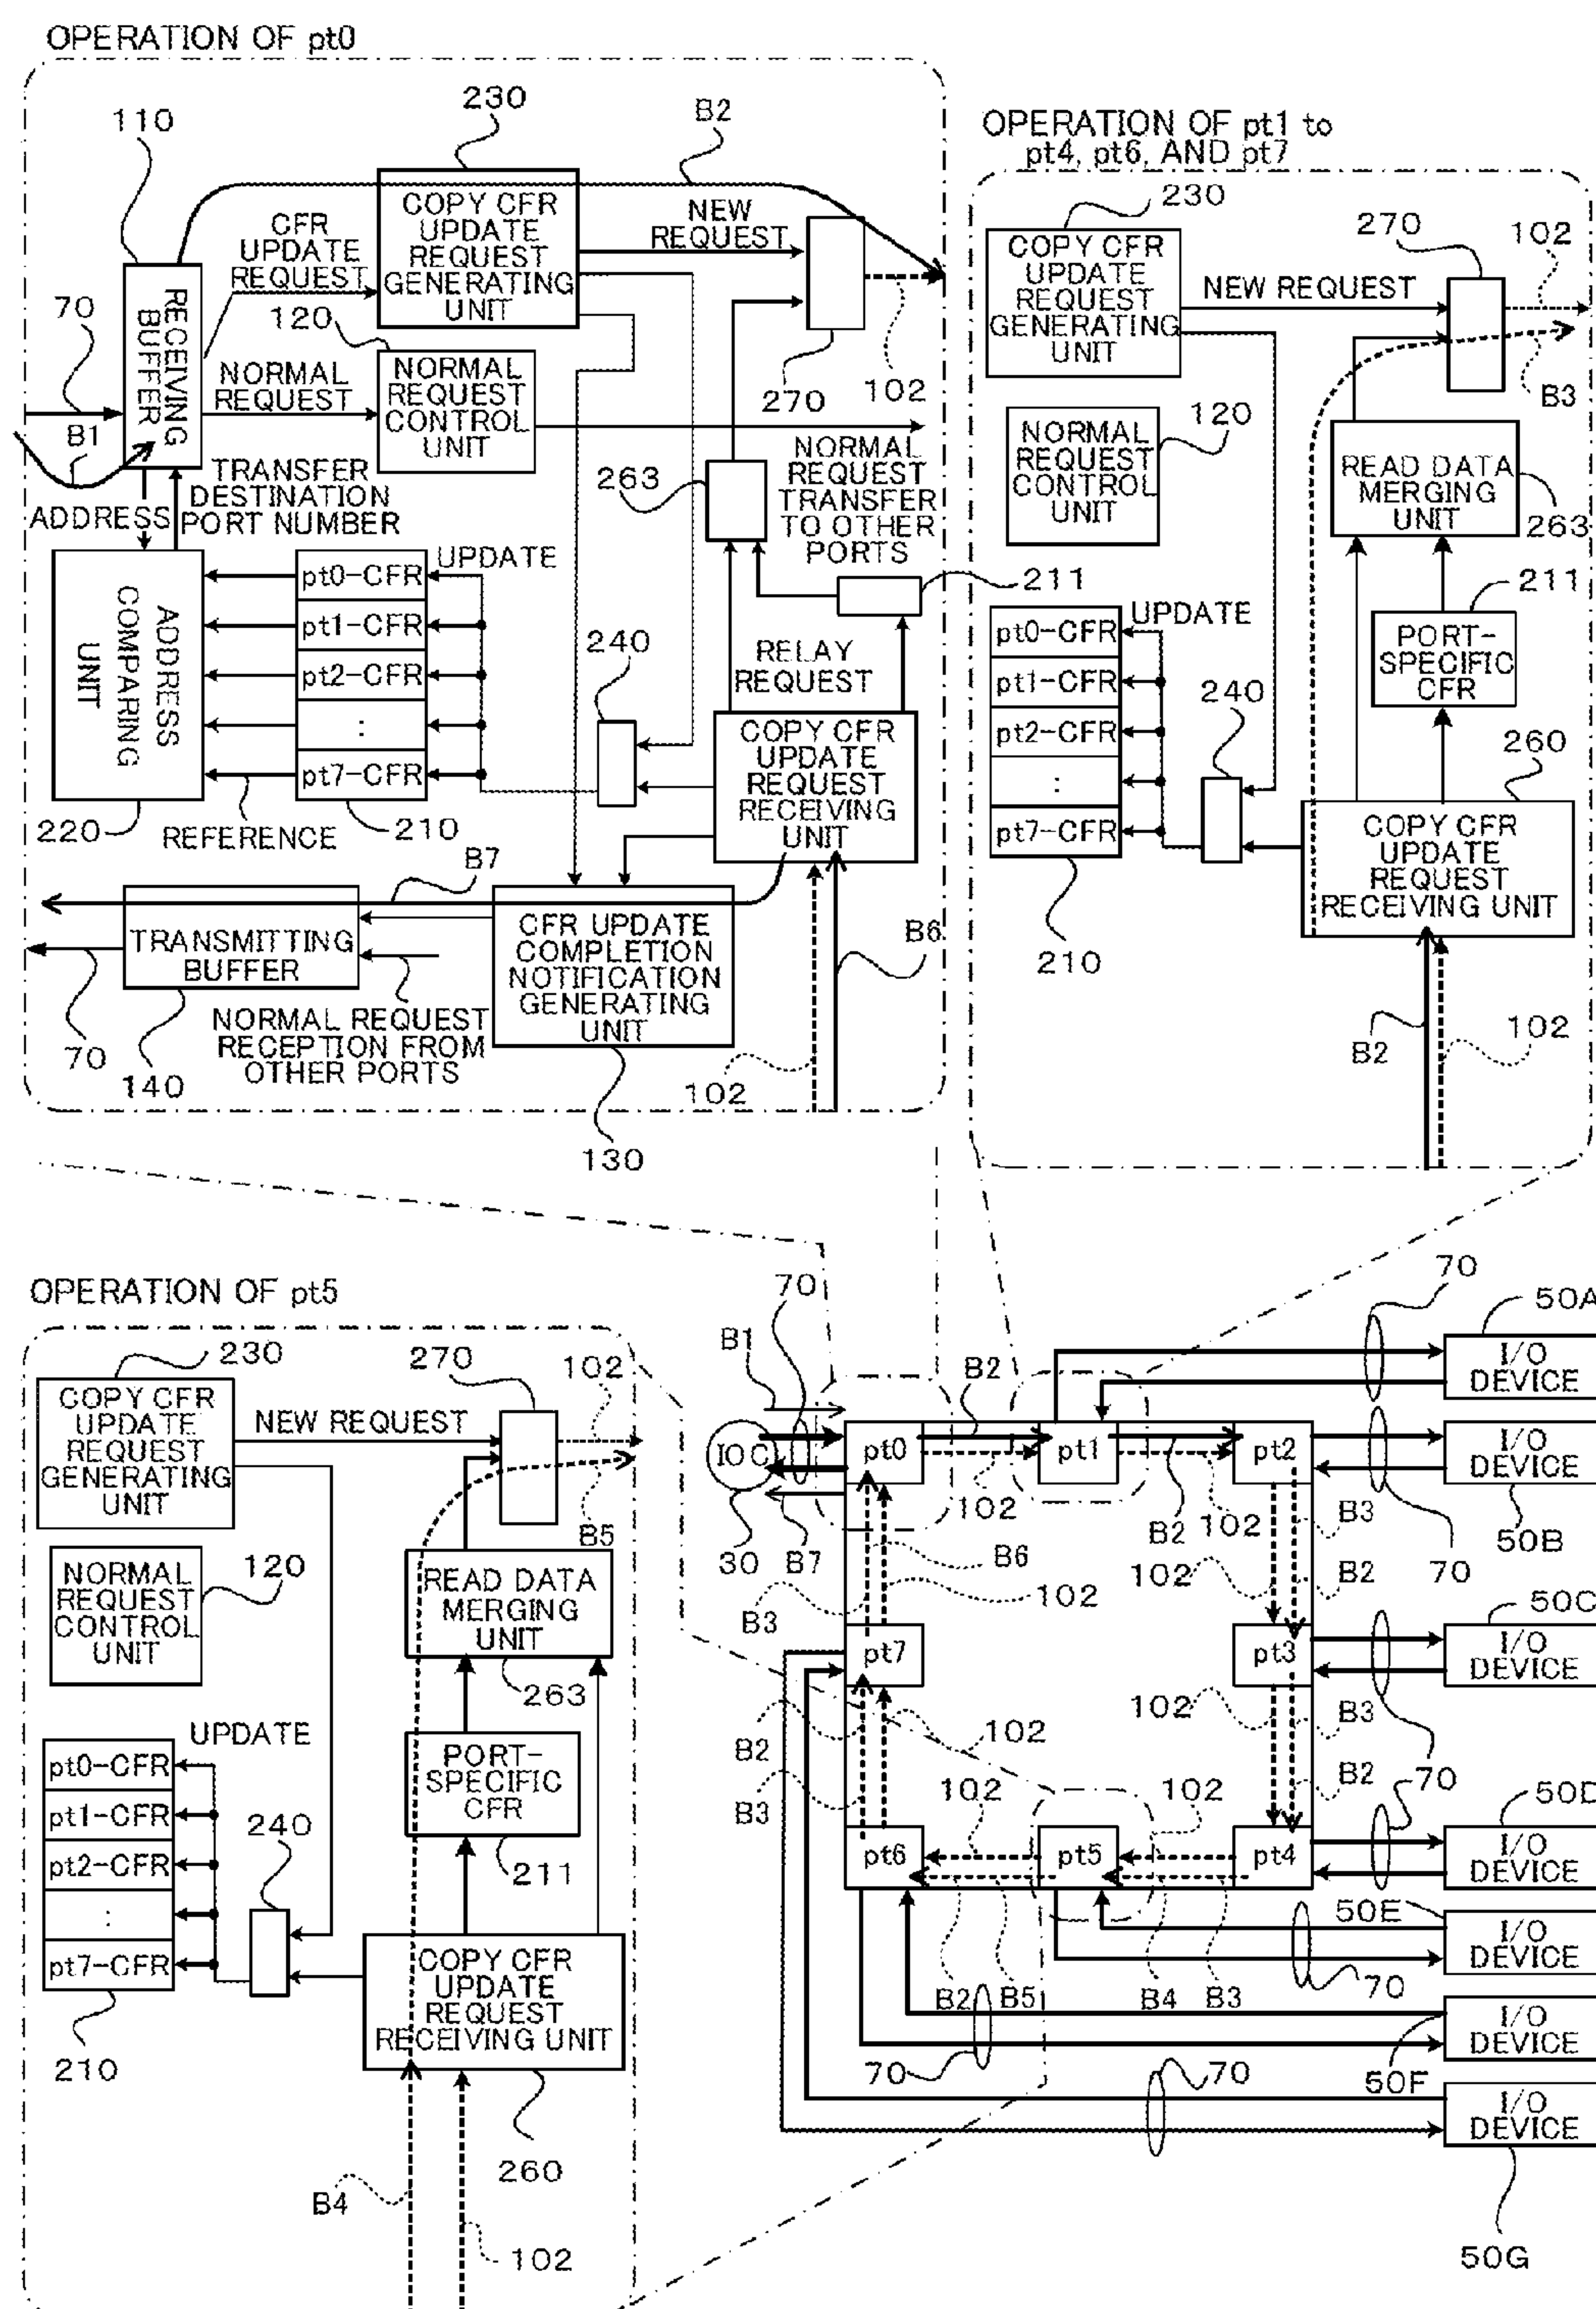 OPERATION OF pt0
110
230
B2
COPY CFR
UPDATE
REQUEST
GENERATING
UNIT
CFR
UPDATE
REQUEST
NEW
REQUEST
70
RECEIVING
BUFFER
120
NORMAL
REQUEST
NORMAL
REQUEST
CONTROL
UNIT
270
102
B1
ADDRESS
TRANSFER
DESTINATION
PORT NUMBER
263
NORMAL
REQUEST
TRANSFER
TO OTHER
PORTS
UPDATE
211
ADDRESS
COMPARING
UNIT
pt0-CFR
pt1-CFR
pt2-CFR
:
pt7-CFR
240
RELAY
REQUEST
COPY CFR
UPDATE
REQUEST
RECEIVING
UNIT
220
REFERENCE
210
B7
TRANSMITTING
BUFFER
CFR UPDATE
COMPLETION
NOTIFICATION
GENERATING
UNIT
B6
70
140
NORMAL REQUEST
RECEPTION FROM
OTHER PORTS
102
130
OPERATION OF pt1 to
pt4, pt6, AND pt7
230
COPY CFR
UPDATE
REQUEST
GENERATING
UNIT
NEW REQUEST
270
102
B3
NORMAL
REQUEST
CONTROL
UNIT
120
READ DATA
MERGING
UNIT
263
UPDATE
211
PORT-
SPECIFIC
CFR
pt0-CFR
pt1-CFR
pt2-CFR
:
pt7-CFR
240
260
COPY CFR
UPDATE
REQUEST
RECEIVING UNIT
210
B2
102
OPERATION OF pt5
230
COPY CFR
UPDATE
REQUEST
GENERATING
UNIT
NEW REQUEST
270
102
B5
NORMAL
REQUEST
CONTROL
UNIT
120
READ DATA
MERGING
UNIT
263
UPDATE
PORT-
SPECIFIC
CFR
211
pt0-CFR
pt1-CFR
pt2-CFR
:
pt7-CFR
240
COPY CFR
UPDATE
REQUEST
RECEIVING UNIT
210
260
B4
102
70
B1
B2
70
50A
I/O
DEVICE
IOC
pt0
pt1
pt2
I/O
DEVICE
30
B7
102
B2
102
B3
70
50B
B6
102
B3
102
B2
50C
pt7
pt3
I/O
DEVICE
B2
102
102
B3
70
B3
102
102
B2
70
50D
pt6
pt5
pt4
I/O
DEVICE
50E
I/O
DEVICE
B2
B5
B4
B3
70
I/O
DEVICE
70
70
50F
I/O
DEVICE
50G